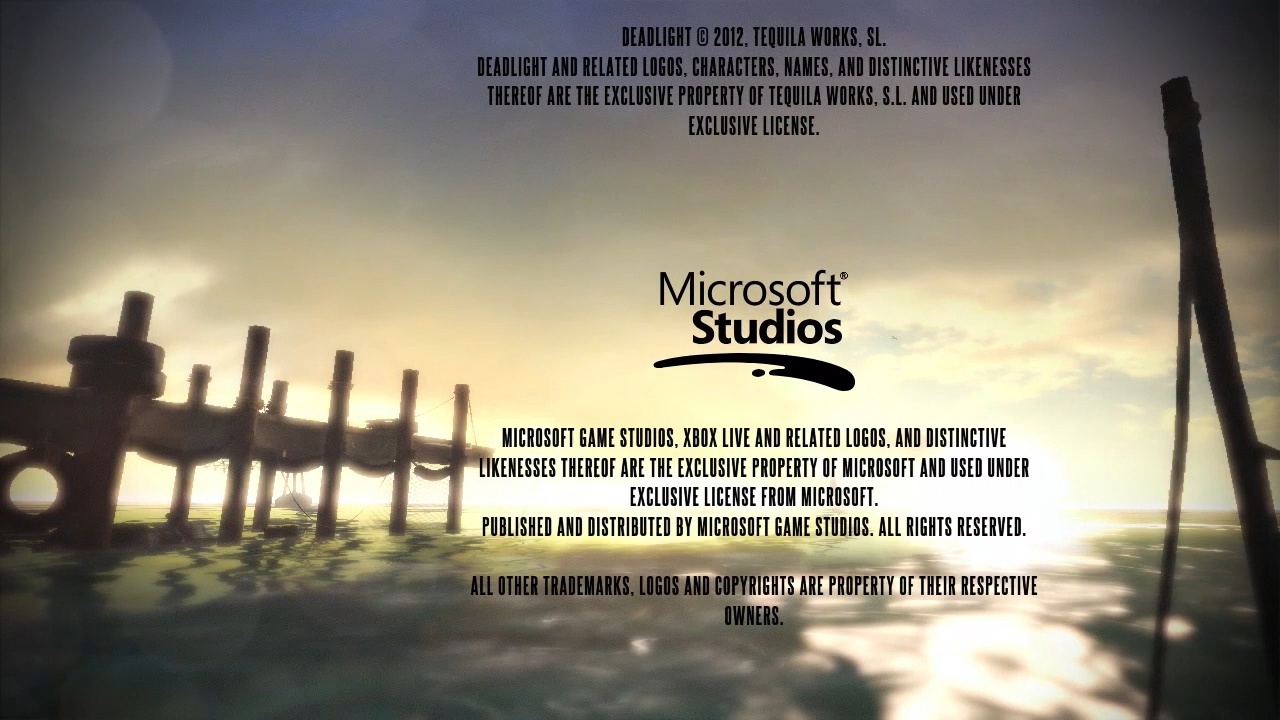 DEADLIGHT © 2012, TEQUILA WORKS, SL.
DEADLIGHT AND RELATED LOGOS, CHARACTERS, NAMES, AND DISTINCTIVE LIKENESSES
THEREOF ARE THE EXCLUSIVE PROPERTY OF TEQUILA WORKS, S.L. AND USED UNDER
EXCLUSIVE LICENSE.
Microsoft®
Studios
MICROSOFT GAME STUDIOS, XBOX LIVE AND RELATED LOGOS, AND DISTINCTIVE
LIKENESSES THEREOF ARE THE EXCLUSIVE PROPERTY OF MICROSOFT AND USED UNDER
EXCLUSIVE LICENSE FROM MICROSOFT.
PUBLISHED AND DISTRIBUTED BY MICROSOFT GAME STUDIOS. ALL RIGHTS RESERVED.
ALL OTHER TRADEMARKS, LOGOS AND COPYRIGHTS ARE PROPERTY OF THEIR RESPECTIVE
OWNERS.